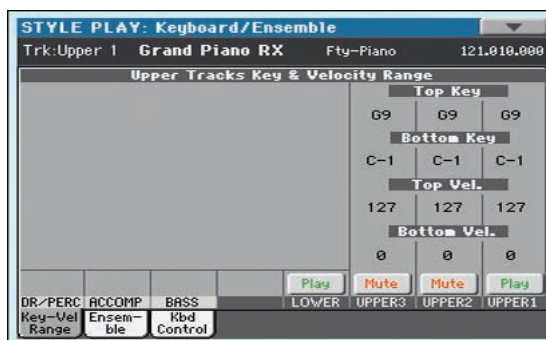 STYLE PLAY: Keyboard/Ensemble
Trk:Upper 1 Grand Piano RX Fty-Piano 121.010.000
Upper Tracks Key & Velocity Range
Top Key
G9 G9 G9
Bottom Key
C-1 C-1 C-1
Top Vel.
127 127 127
Bottom Vel.
0 0 0
Play Mute Mute Play
DR/PERC ACCOMP BASS LOWER UPPER3 UPPER2 UPPER1
Key-Vel Ensem- Kbd
Range ble Control